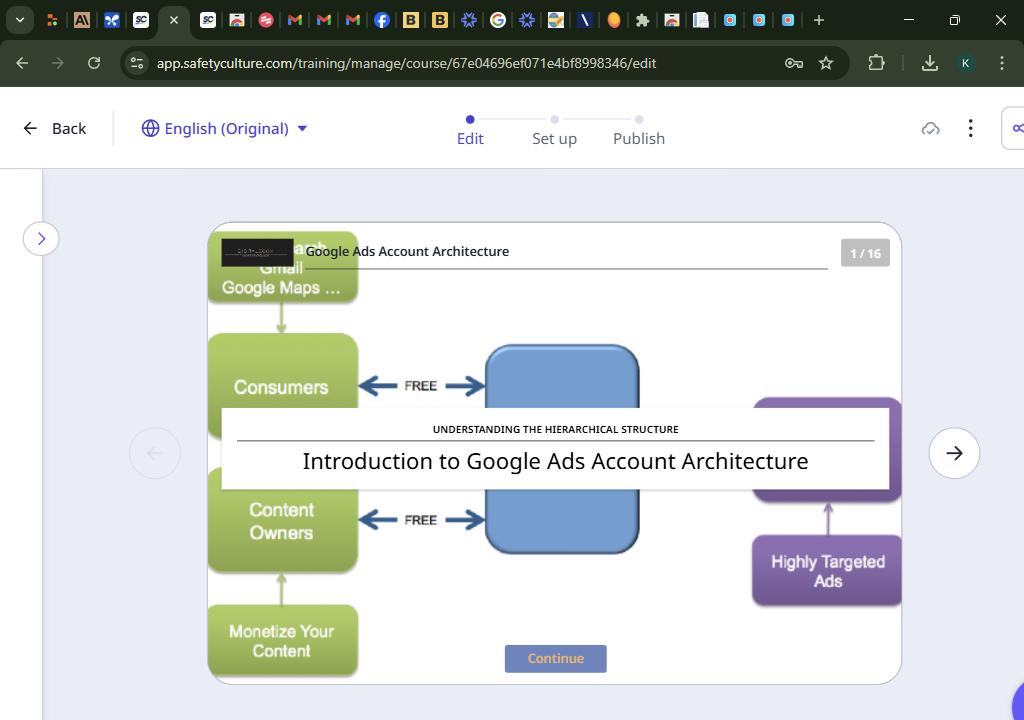 app.safetyculture.com/training/manage/course/67e04696ef071e4bf8998346/edit
K
Back
English (Original)
Edit
Set up
Publish
Google Ads Account Architecture
1 / 16
Gmail
Google Maps ...
Consumers
FREE
UNDERSTANDING THE HIERARCHICAL STRUCTURE
Introduction to Google Ads Account Architecture
Content
Owners
FREE
Highly Targeted
Ads
Monetize Your
Content
Continue